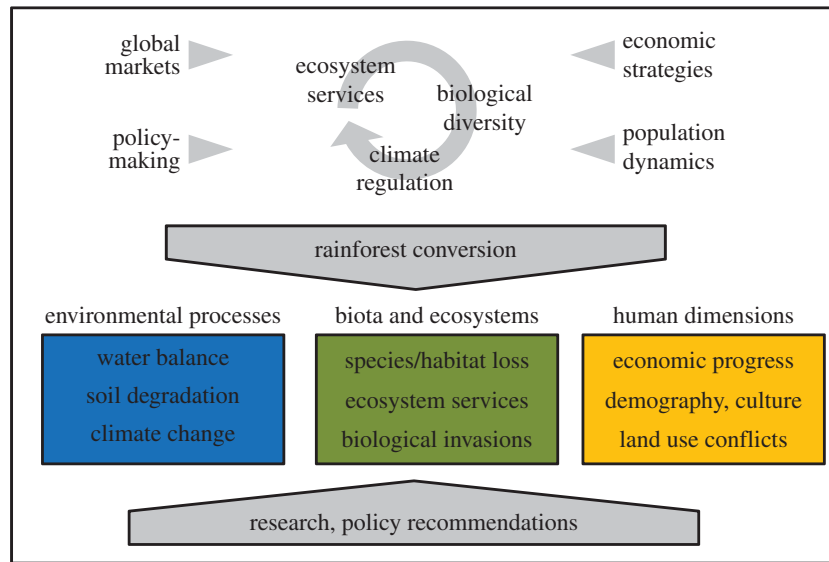 global
markets
economic
strategies
ecosystem
services
biological
diversity
policy-
making
population
dynamics
climate
regulation
rainforest conversion
environmental processes
biota and ecosystems
human dimensions
water balance
soil degradation
climate change
species/habitat loss
ecosystem services
biological invasions
economic progress
demography, culture
land use conflicts
research, policy recommendations